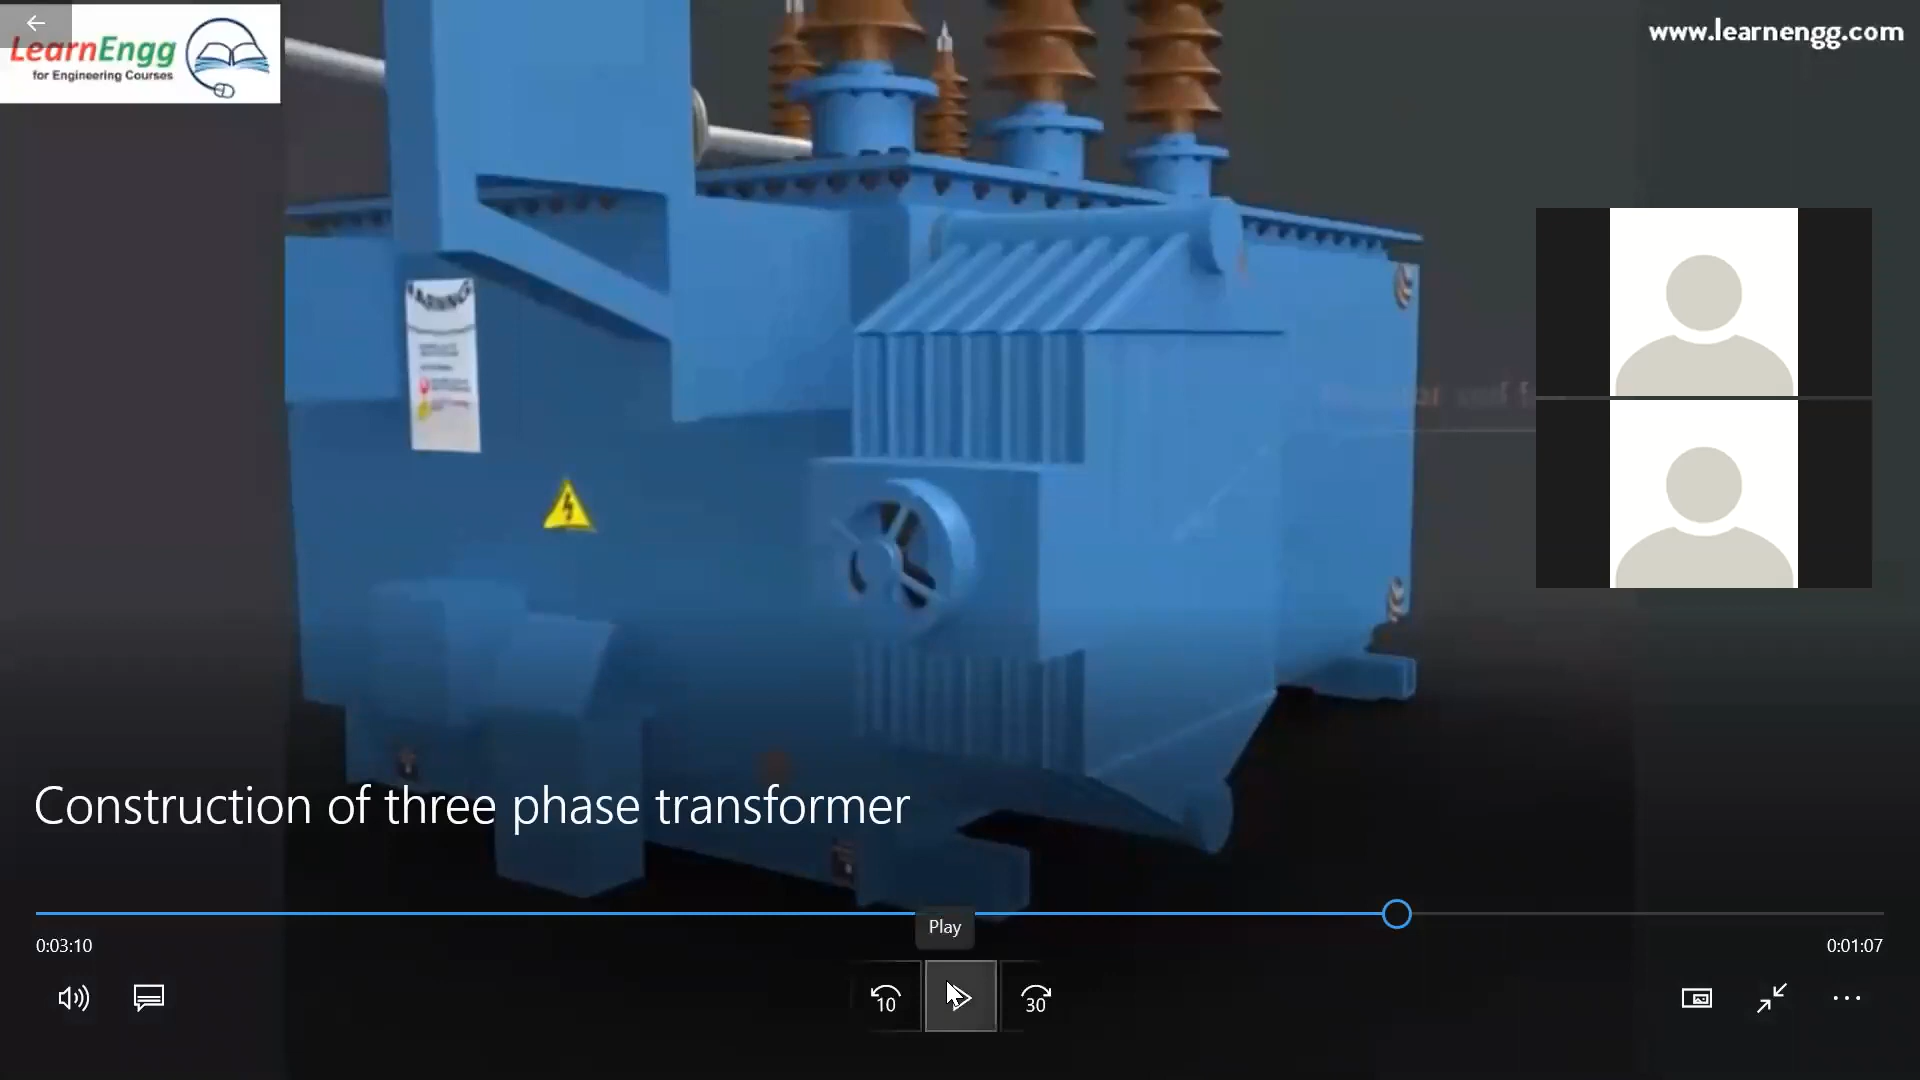 LearnEngg
for Engineering Courses
www.learnengg.com
Construction of three phase transformer
Play
0:03:10
0:01:07
10
30